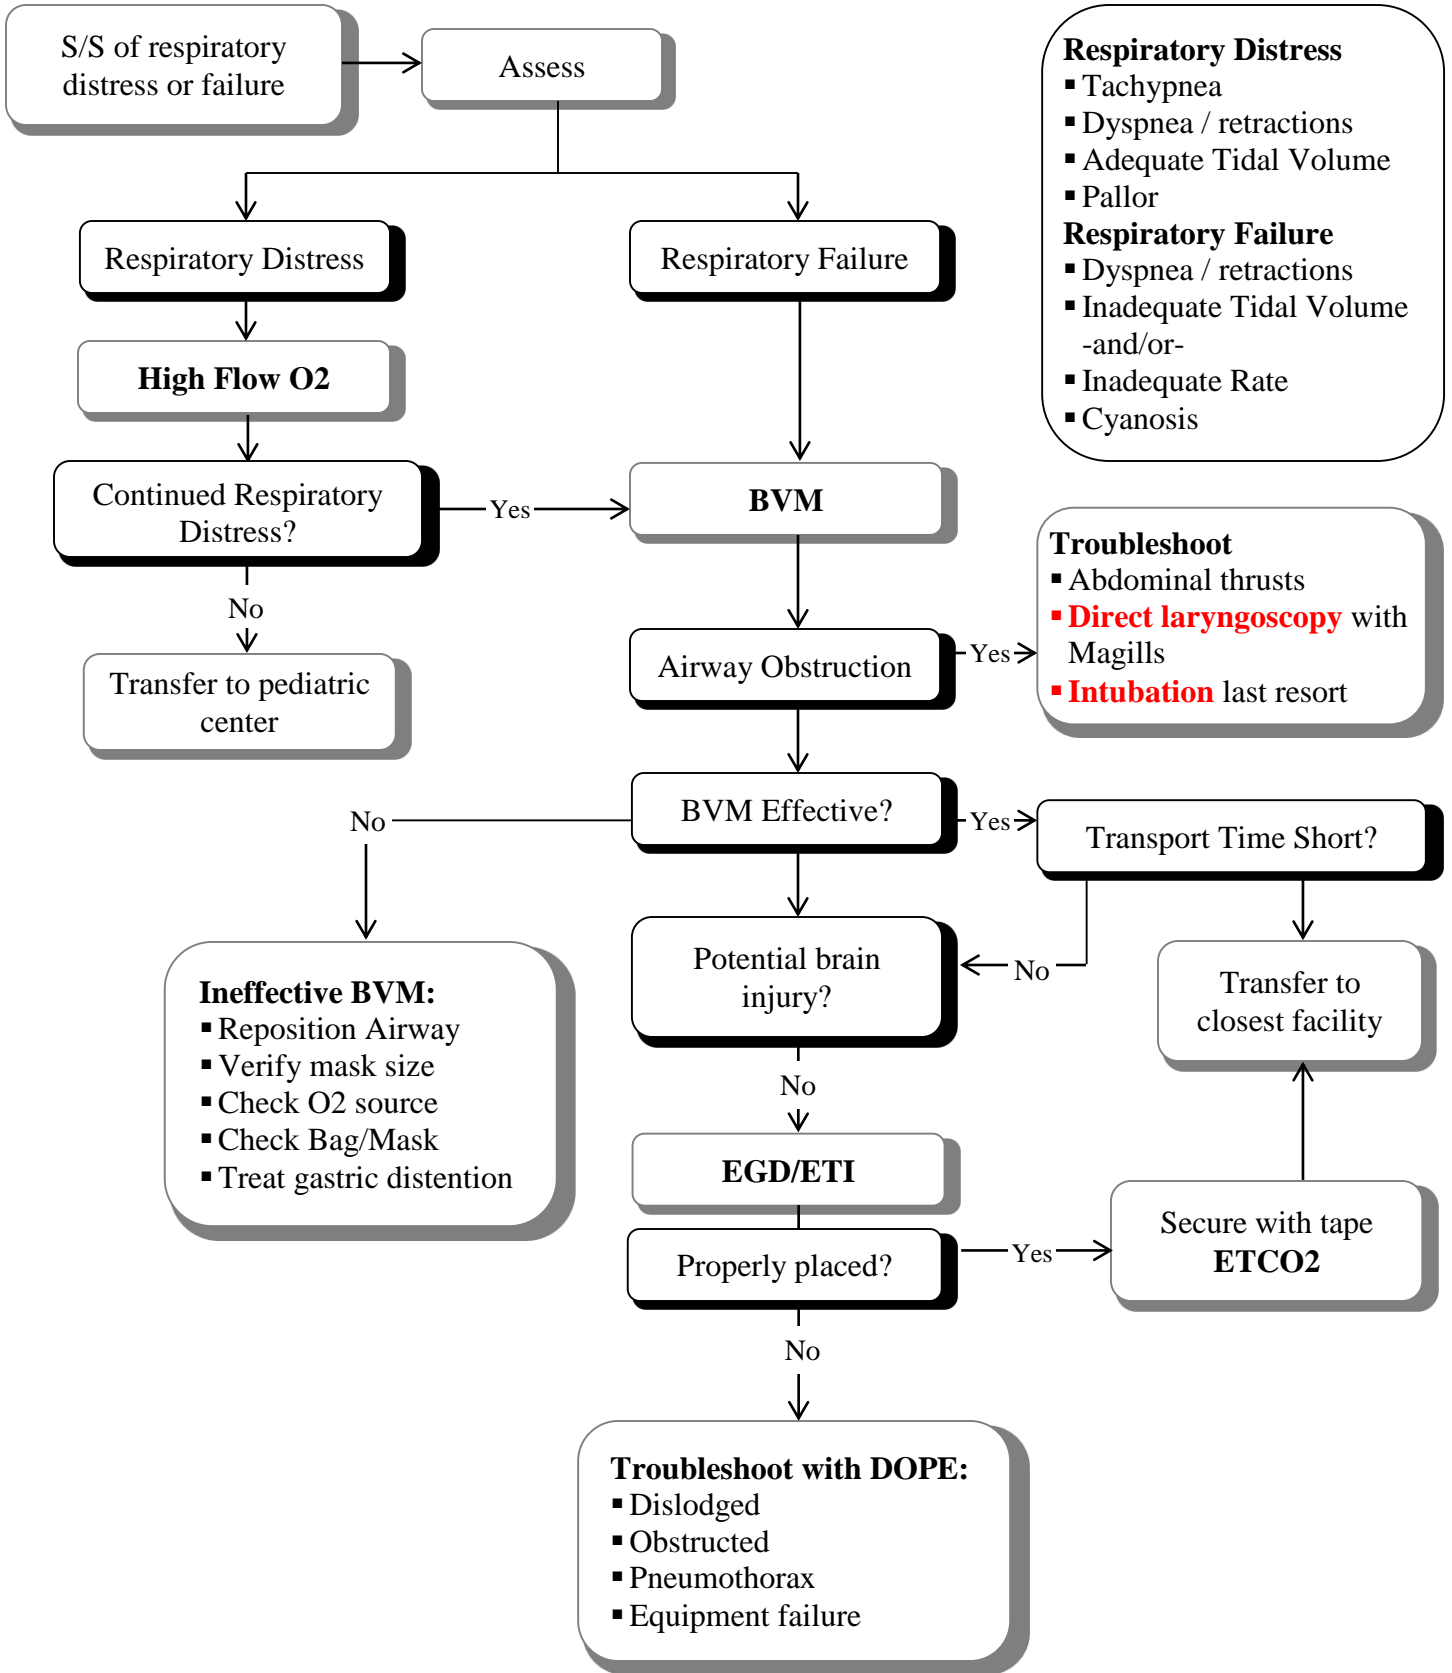 S/S of respiratory
distress or failure
Assess
Respiratory Distress
▪ Tachypnea
▪ Dyspnea / retractions
▪ Adequate Tidal Volume
▪ Pallor
Respiratory Failure
▪ Dyspnea / retractions
▪ Inadequate Tidal Volume
-and/or-
▪ Inadequate Rate
▪ Cyanosis
Respiratory Distress
Respiratory Failure
High Flow O2
Continued Respiratory
Distress?
Yes
BVM
No
Transfer to pediatric
center
Airway Obstruction
Yes
Troubleshoot
▪ Abdominal thrusts
▪ Direct laryngoscopy with
Magills
▪ Intubation last resort
BVM Effective?
No
Yes
Transport Time Short?
Ineffective BVM:
▪ Reposition Airway
▪ Verify mask size
▪ Check O2 source
▪ Check Bag/Mask
▪ Treat gastric distention
Potential brain
injury?
No
Transfer to
closest facility
No
EGD/ETI
Properly placed?
Yes
Secure with tape
ETCO2
No
Troubleshoot with DOPE:
▪ Dislodged
▪ Obstructed
▪ Pneumothorax
▪ Equipment failure